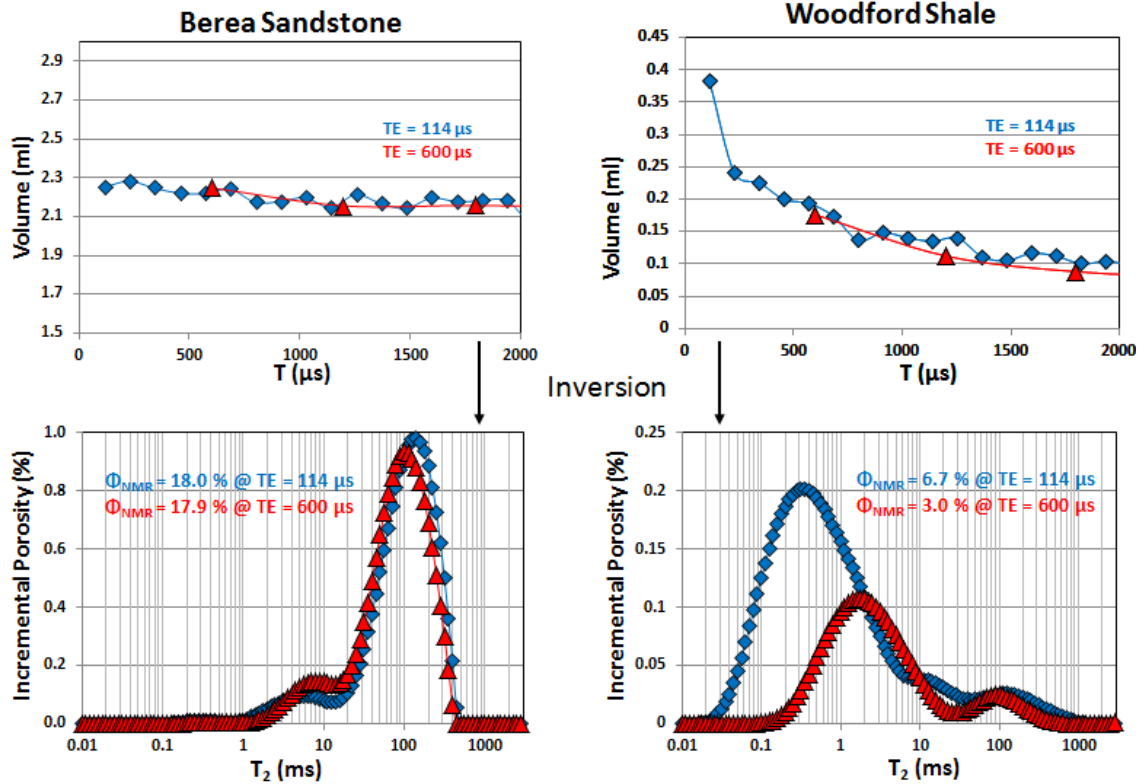 Berea Sandstone
Volume (ml)
2.9
2.7
2.5
2.3
2.1
1.9
1.7
1.5
TE = 114 µs
TE = 600 µs
0 500 1000 1500 2000
T (µs)
Woodford Shale
Volume (ml)
0.45
0.4
0.35
0.3
0.25
0.2
0.15
0.1
0.05
0
TE = 114 µs
TE = 600 µs
0 500 1000 1500 2000
T (µs)
Inversion
Incremental Porosity (%)
1.0
0.8
0.6
0.4
0.2
0.0
ΦNMR = 18.0 % @ TE = 114 µs
ΦNMR = 17.9 % @ TE = 600 µs
0.01 0.1 1 10 100 1000
T2 (ms)
Incremental Porosity (%)
0.25
0.2
0.15
0.1
0.05
0
ΦNMR = 6.7 % @ TE = 114 µs
ΦNMR = 3.0 % @ TE = 600 µs
0.01 0.1 1 10 100 1000
T2 (ms)